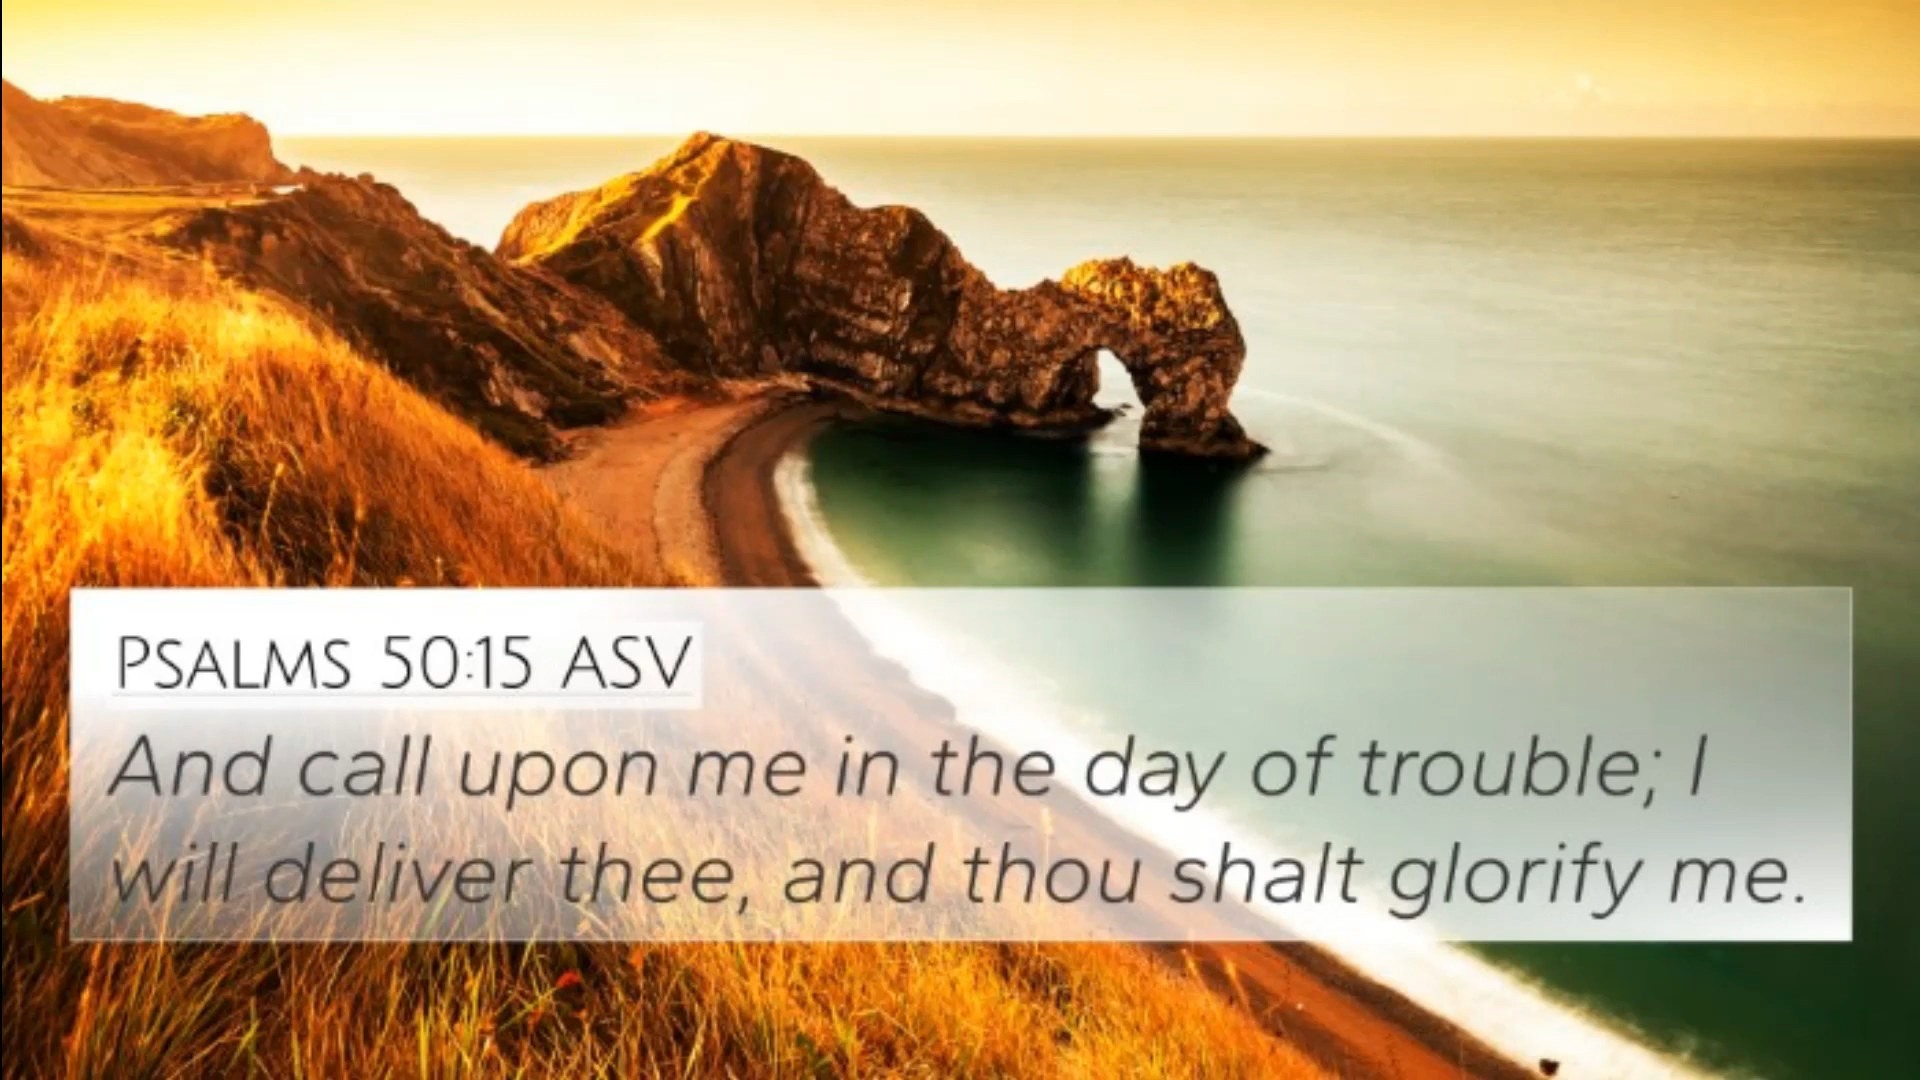 PSALMS 50:15 ASV
And call upon me in the day of trouble; I
will deliver thee, and thou shalt glorify me.